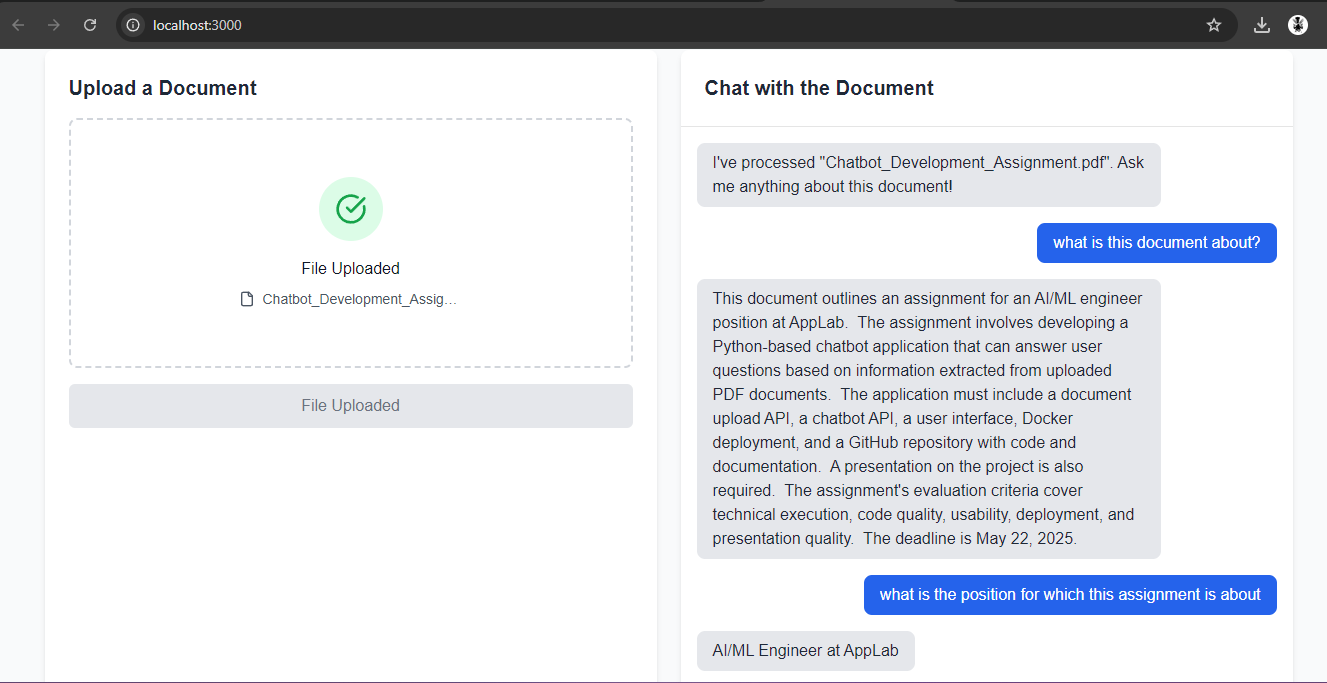 localhost:3000
Upload a Document
File Uploaded
Chatbot_Development_Assig...
File Uploaded
Chat with the Document
I've processed "Chatbot_Development_Assignment.pdf". Ask
me anything about this document!
what is this document about?
This document outlines an assignment for an AI/ML engineer
position at AppLab.  The assignment involves developing a
Python-based chatbot application that can answer user
questions based on information extracted from uploaded
PDF documents.  The application must include a document
upload API, a chatbot API, a user interface, Docker
deployment, and a GitHub repository with code and
documentation.  A presentation on the project is also
required.  The assignment's evaluation criteria cover
technical execution, code quality, usability, deployment, and
presentation quality.  The deadline is May 22, 2025.
what is the position for which this assignment is about
AI/ML Engineer at AppLab